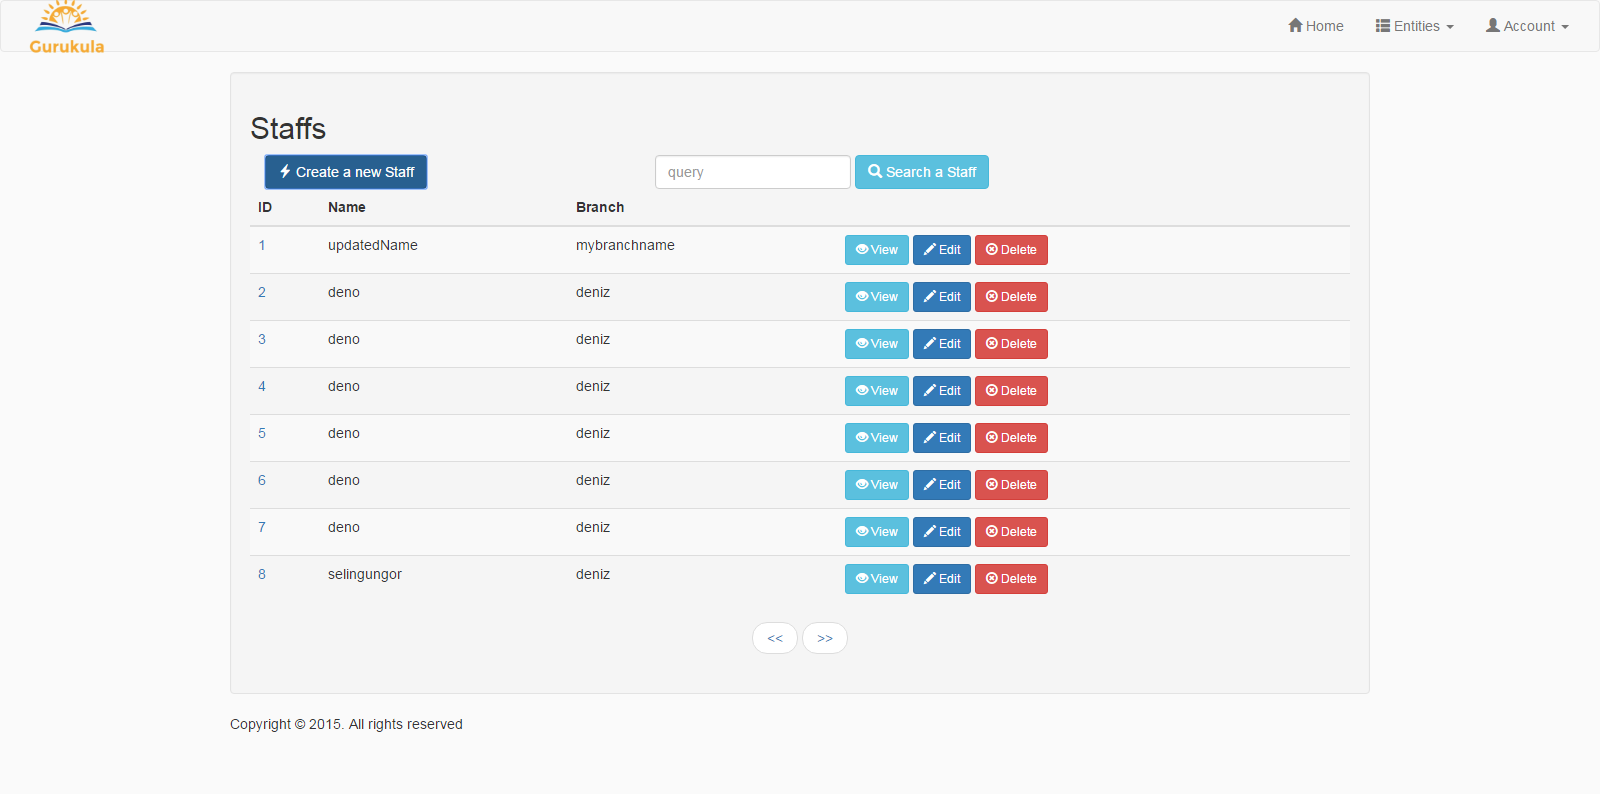 Gurukula
Home Entities Account
Staffs
Create a new Staff query Search a Staff
ID Name Branch
1 updatedName mybranchname View Edit Delete
2 deno deniz View Edit Delete
3 deno deniz View Edit Delete
4 deno deniz View Edit Delete
5 deno deniz View Edit Delete
6 deno deniz View Edit Delete
7 deno deniz View Edit Delete
8 selingungor deniz View Edit Delete
<< >>
Copyright © 2015. All rights reserved